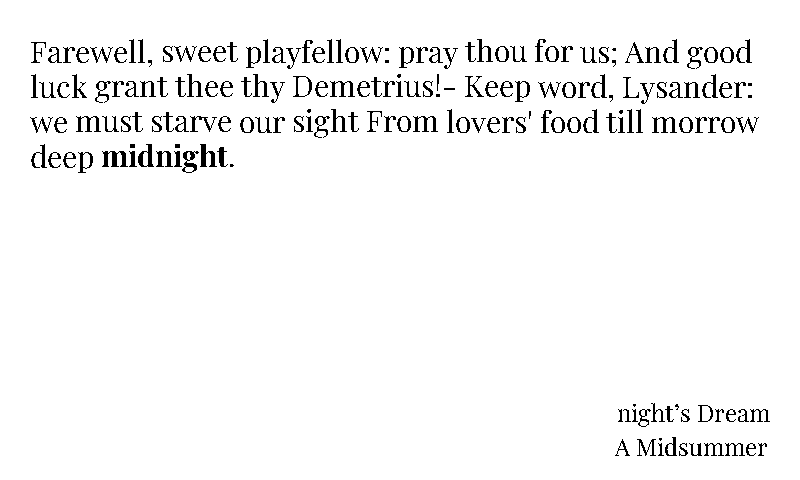 Farewell, sweet playfellow: pray thou for us; And good
luck grant thee thy Demetrius!- Keep word, Lysander:
we must starve our sight From lovers' food till morrow
deep midnight.
night’s Dream
A Midsummer